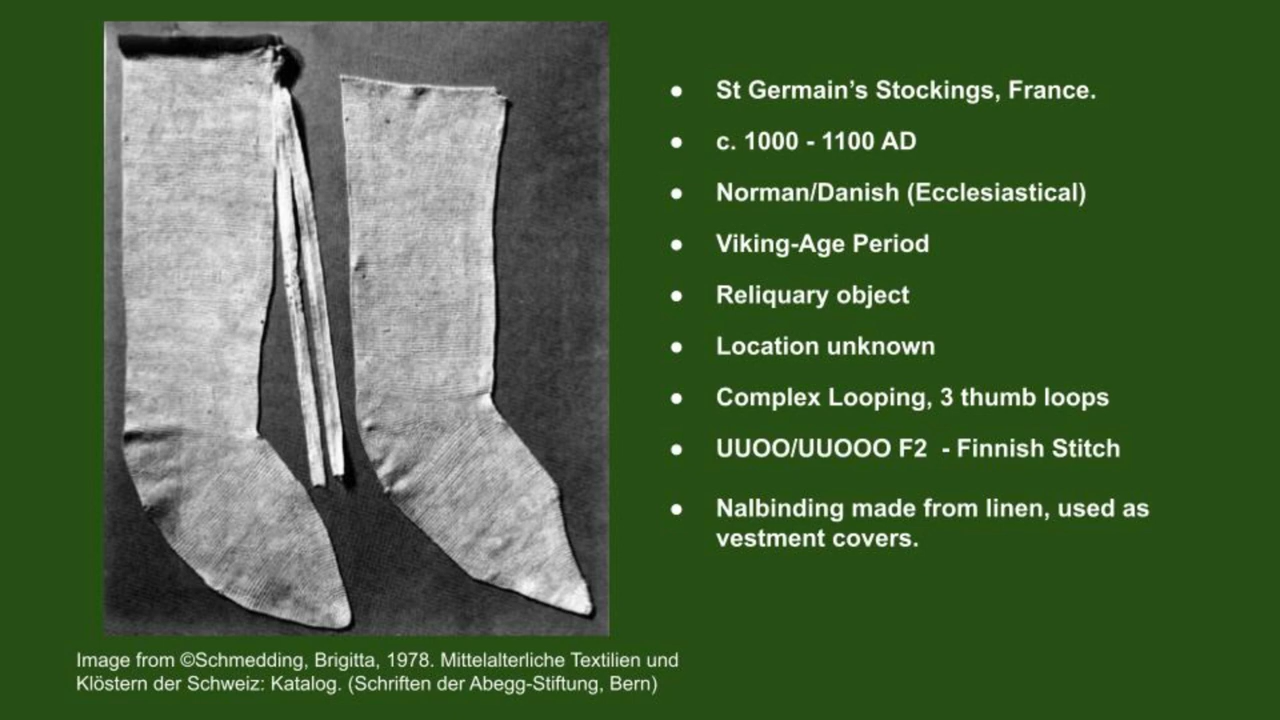 St Germain’s Stockings, France.
c. 1000 - 1100 AD
Norman/Danish (Ecclesiastical)
Viking-Age Period
Reliquary object
Location unknown
Complex Looping, 3 thumb loops
UUOO/UUOOO F2 - Finnish Stitch
Nalbinding made from linen, used as
vestment covers.
Image from ©Schmedding, Brigitta, 1978. Mittelalterliche Textilien und
Klöstern der Schweiz: Katalog. (Schriften der Abegg-Stiftung, Bern)